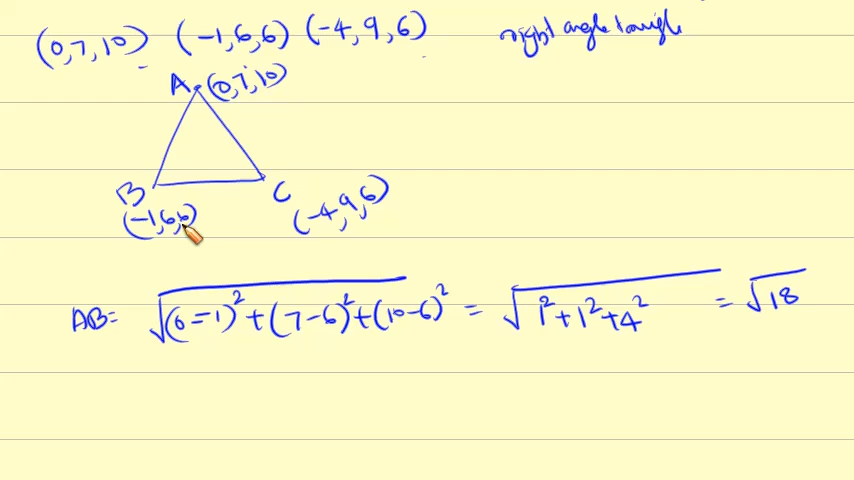 (0,7,10) (-1,6,6) (-4,9,6) right angle
A (0,7,10)
B C
(-1,6,6) (-4,9,6)
AB= √(0--1)²+(7-6)²+(10-6)² = √1²+1²+4² = √18